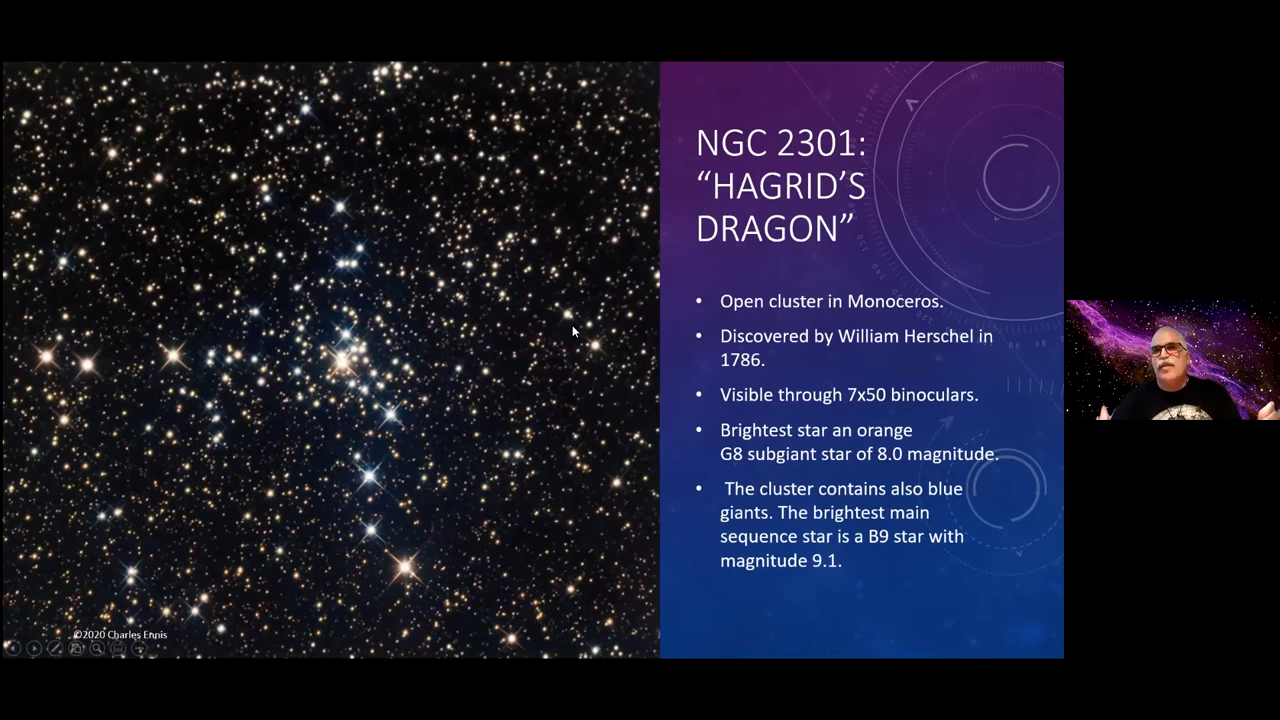 NGC 2301:
“HAGRID’S
DRAGON”
• Open cluster in Monoceros.
• Discovered by William Herschel in
1786.
• Visible through 7x50 binoculars.
• Brightest star an orange
G8 subgiant star of 8.0 magnitude.
• The cluster contains also blue
giants. The brightest main
sequence star is a B9 star with
magnitude 9.1.
©2020 Charles Ennis